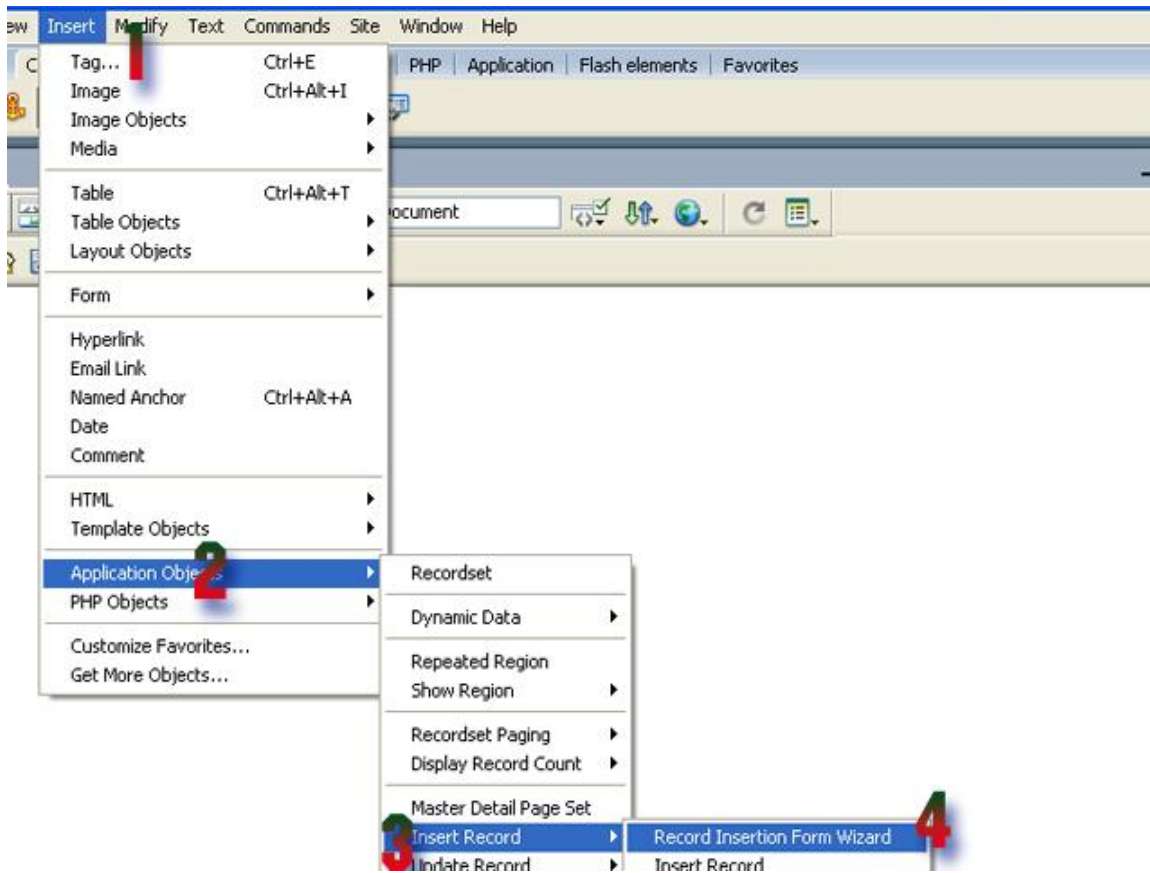 ew Insert Modify Text Commands Site Window Help
1
C PHP Application Flash elements Favorites
Tag... Ctrl+E
Image Ctrl+Alt+I
Image Objects
Media
Table Ctrl+Alt+T
ocument
Table Objects
Layout Objects
Form
Hyperlink
Email Link
Named Anchor Ctrl+Alt+A
Date
Comment
HTML
Template Objects
2
Application Objects
PHP Objects
Customize Favorites...
Get More Objects...
Recordset
Dynamic Data
Repeated Region
Show Region
Recordset Paging
Display Record Count
Master Detail Page Set
3
Insert Record
Update Record
4
Record Insertion Form Wizard
Insert Record